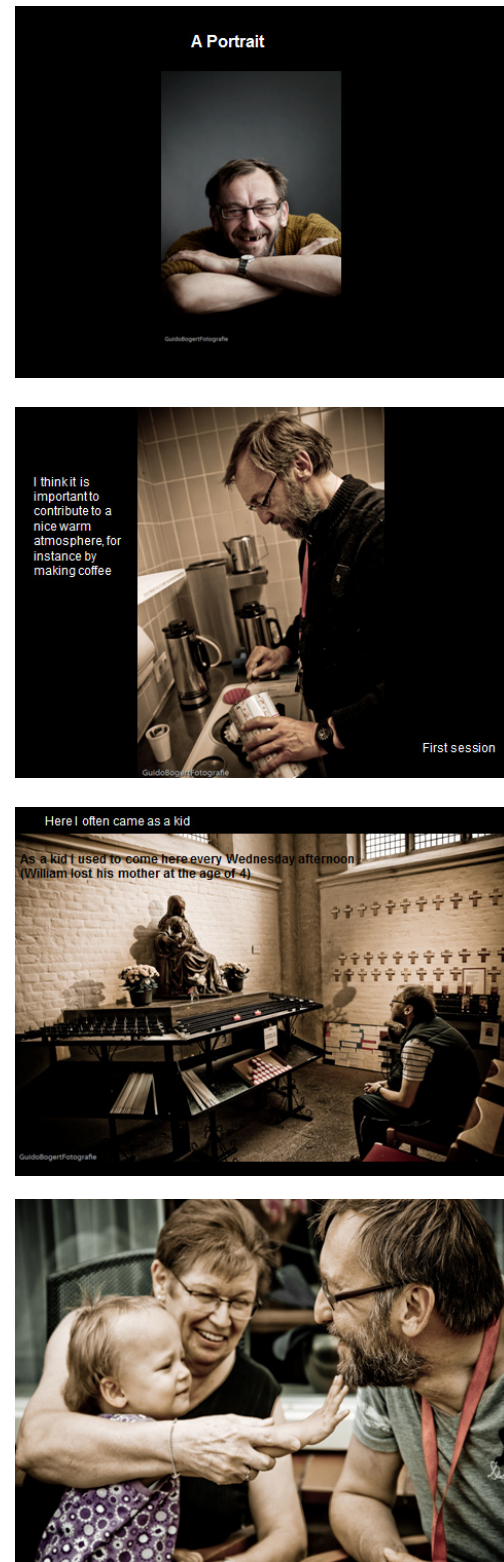 A Portrait
GuidoBogertFotografie
I think it is
important to
contribute to a
nice warm
atmosphere, for
instance by
making coffee
First session
GuidoBogertFotografie
Here I often came as a kid
As a kid I used to come here every Wednesday afternoon
(William lost his mother at the age of 4)
GuidoBogertFotografie